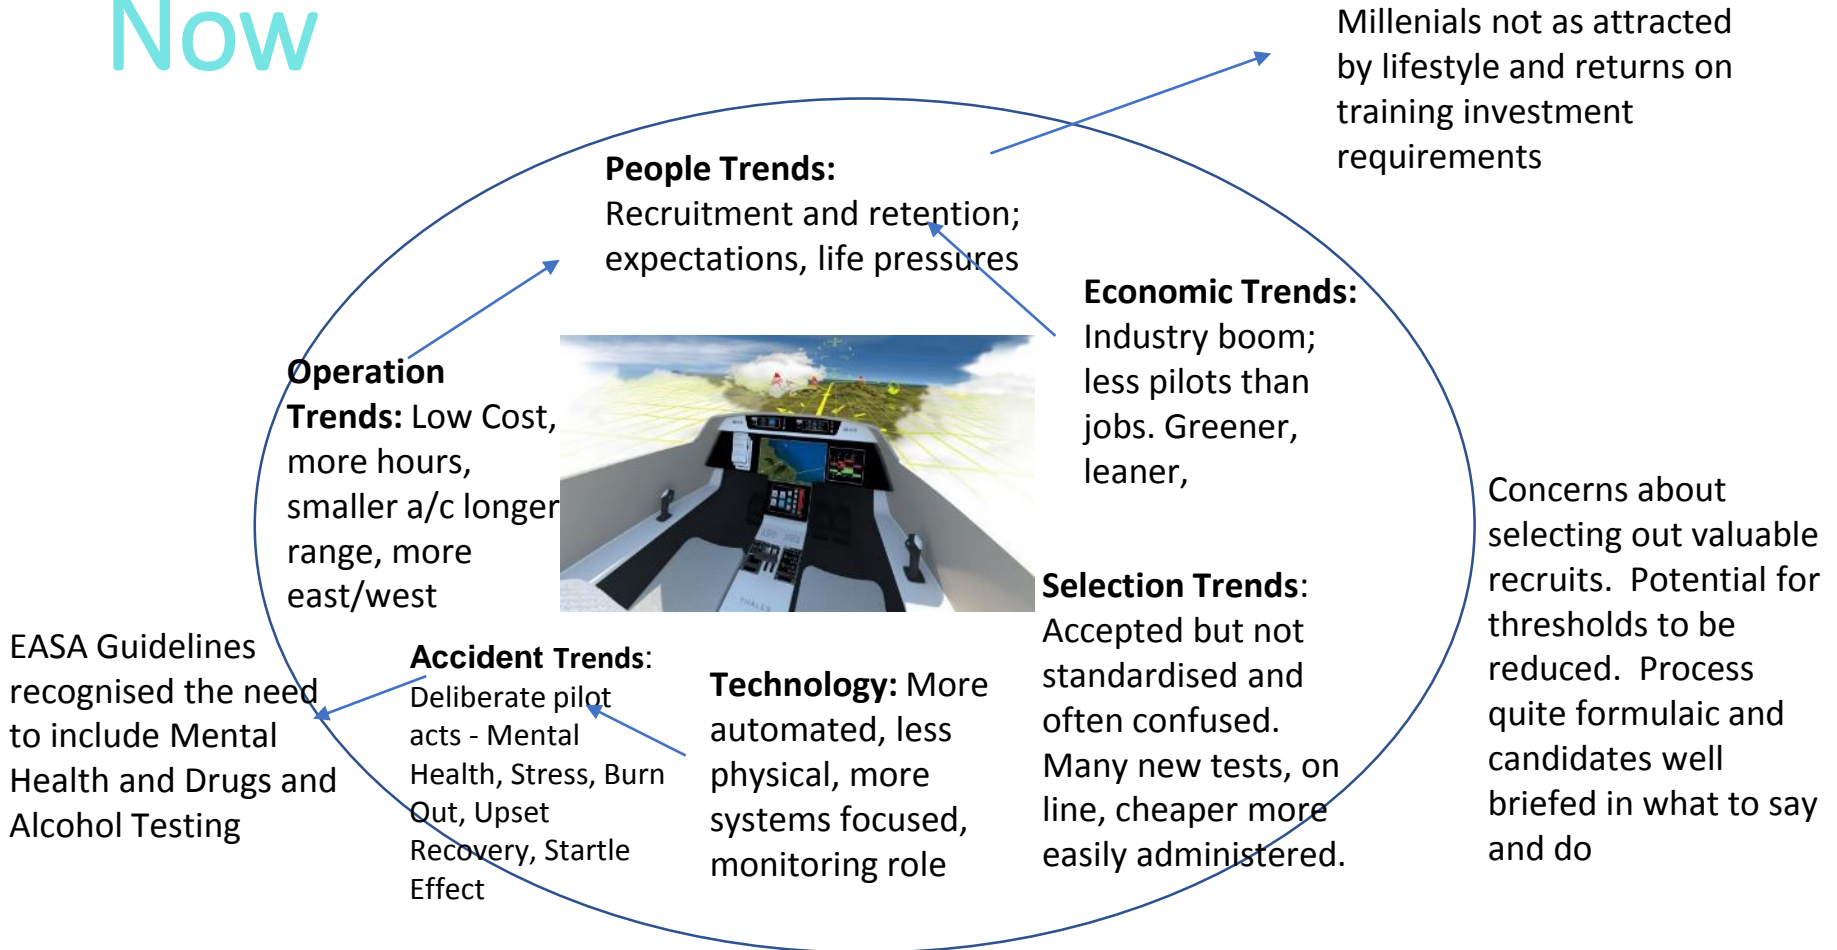 Now
Millenials not as attracted
by lifestyle and returns on
training investment
requirements
People Trends:
Recruitment and retention;
expectations, life pressures
Economic Trends:
Industry boom;
less pilots than
jobs. Greener,
leaner,
Operation
Trends: Low Cost,
more hours,
smaller a/c longer
range, more
east/west
THALES
Concerns about
selecting out valuable
recruits.  Potential for
thresholds to be
reduced.  Process
quite formulaic and
candidates well
briefed in what to say
and do
Selection Trends:
Accepted but not
standardised and
often confused.
Many new tests, on
line, cheaper more
easily administered.
EASA Guidelines
recognised the need
to include Mental
Health and Drugs and
Alcohol Testing
Accident Trends:
Deliberate pilot
acts - Mental
Health, Stress, Burn
Out, Upset
Recovery, Startle
Effect
Technology: More
automated, less
physical, more
systems focused,
monitoring role